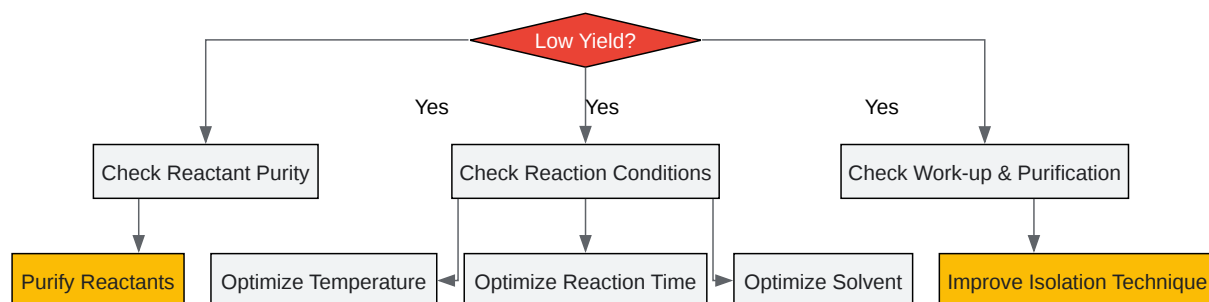 Low Yield?
Yes
Yes
Yes
Check Reactant Purity
Check Reaction Conditions
Check Work-up & Purification
Purify Reactants
Optimize Temperature
Optimize Reaction Time
Optimize Solvent
Improve Isolation Technique